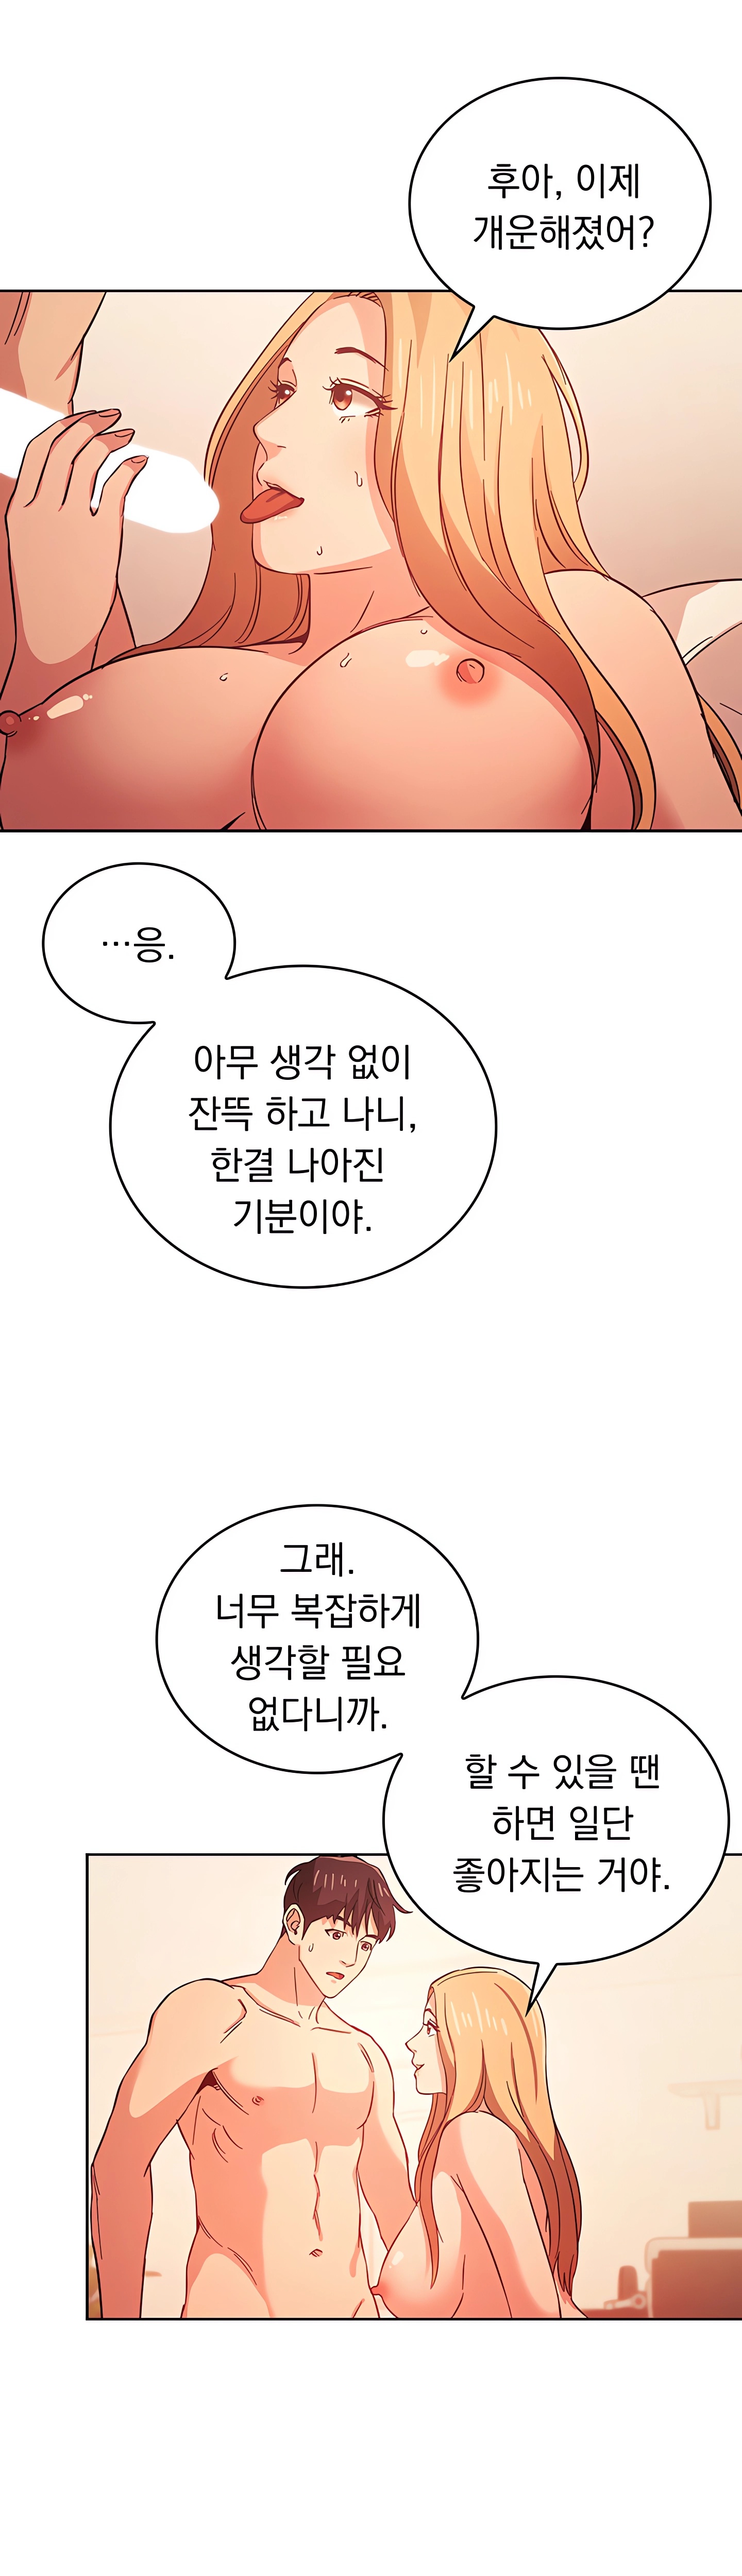 후아, 이제
개운해졌어?
…응.
아무 생각 없이
잔뜩 하고 나니,
한결 나아진
기분이야.
그래.
너무 복잡하게
생각할 필요
없다니까.
할 수 있을 땐
하면 일단
좋아지는 거야.